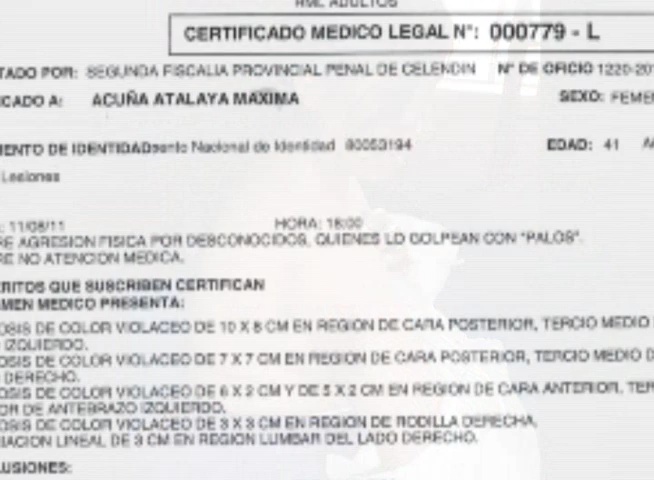 RML ADULTOS
CERTIFICADO MEDICO LEGAL N°: 000779 - L
TADO POR: SEGUNDA FISCALIA PROVINCIAL PENAL DE CELENDIN N° DE OFICIO 1220-201
CADO A: ACUÑA ATALAYA MAXIMA SEXO: FEME
ENTO DE IDENTIDAD Nacional de Identidad 80053194 EDAD: 41
Lesiones
: 11/08/11 HORA: 16:00
RE AGRESION FISICA POR DESCONOCIDOS, QUIENES LO GOLPEAN CON "PALOS".
RE NO ATENCION MEDICA.
ERITOS QUE SUSCRIBEN CERTIFICAN
MEN MEDICO PRESENTA:
OSIS DE COLOR VIOLACEO DE 10 X 8 CM EN REGION DE CARA POSTERIOR, TERCIO MEDIO
IZQUIERDO.
OSIS DE COLOR VIOLACEO DE 7 X 7 CM EN REGION DE CARA POSTERIOR, TERCIO MEDIO D
DERECHO.
OSIS DE COLOR VIOLACEO DE 6 X 2 CM Y DE 5 X 2 CM EN REGION DE CARA ANTERIOR, TER
OR DE ANTEBRAZO IZQUIERDO.
OSIS DE COLOR VIOLACEO DE 3 X 3 CM EN REGION DE RODILLA DERECHA.
IACION LINEAL DE 3 CM EN REGION LUMBAR DEL LADO DERECHO.
LUSIONES: